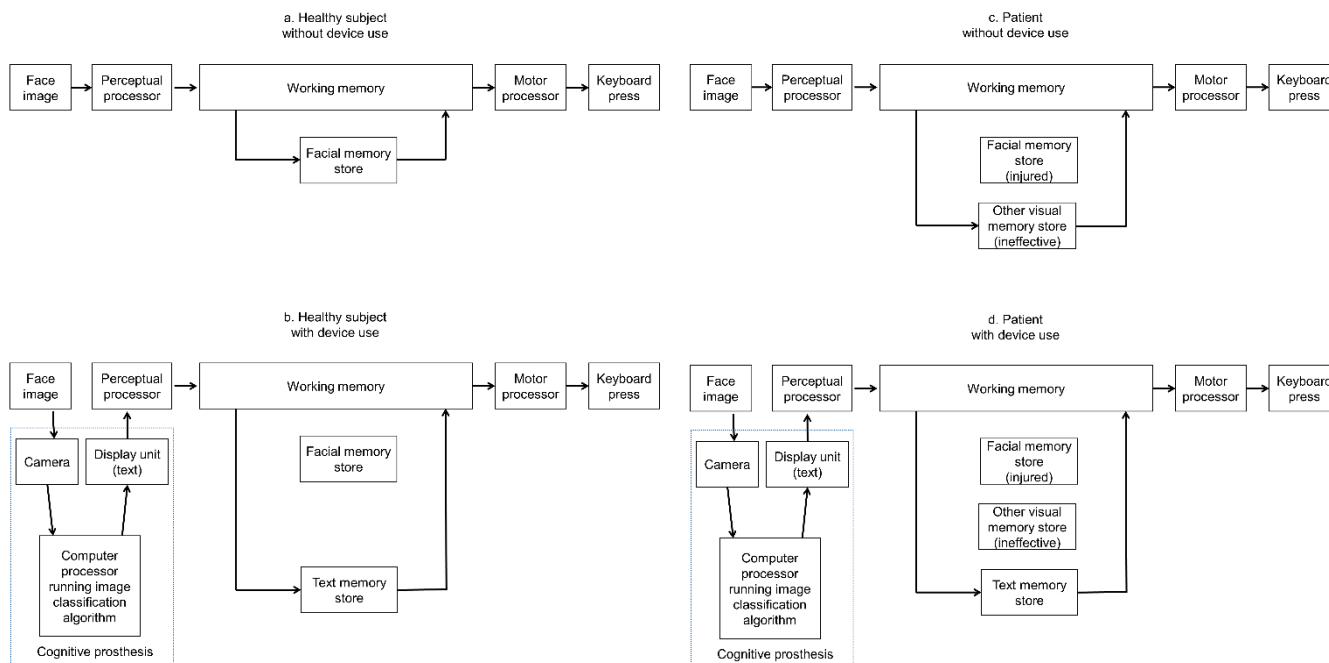 a. Healthy subject
without device use
Face
image
Perceptual
processor
Working memory
Motor
processor
Keyboard
press
Facial memory
store
c. Patient
without device use
Face
image
Perceptual
processor
Working memory
Motor
processor
Keyboard
press
Facial memory
store
(injured)
Other visual
memory store
(ineffective)
b. Healthy subject
with device use
Face
image
Perceptual
processor
Working memory
Motor
processor
Keyboard
press
Camera
Display unit
(text)
Facial memory
store
Computer
processor
running image
classification
algorithm
Text memory
store
Cognitive prosthesis
d. Patient
with device use
Face
image
Perceptual
processor
Working memory
Motor
processor
Keyboard
press
Camera
Display unit
(text)
Facial memory
store
(injured)
Other visual
memory store
(ineffective)
Computer
processor
running image
classification
algorithm
Text memory
store
Cognitive prosthesis